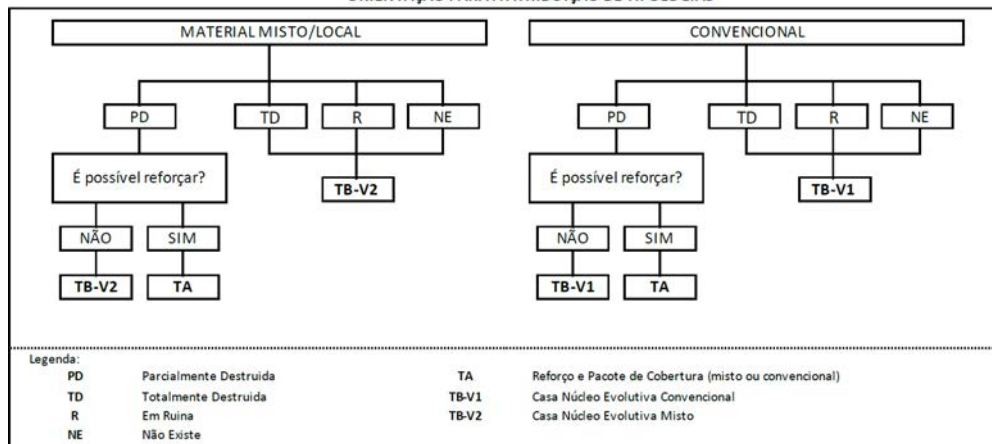 MATERIAL MISTO/LOCAL CONVENCIONAL
PD TD R NE PD TD R NE
É possível reforçar? TB-V2 É possível reforçar? TB-V1
NÃO SIM NÃO SIM
TB-V2 TA TB-V1 TA
Legenda:
PD Parcialmente Destruida TA Reforço e Pacote de Cobertura (misto ou convencional)
TD Totalmente Destruida TB-V1 Casa Núcleo Evolutiva Convencional
R Em Ruina TB-V2 Casa Núcleo Evolutiva Misto
NE Não Existe